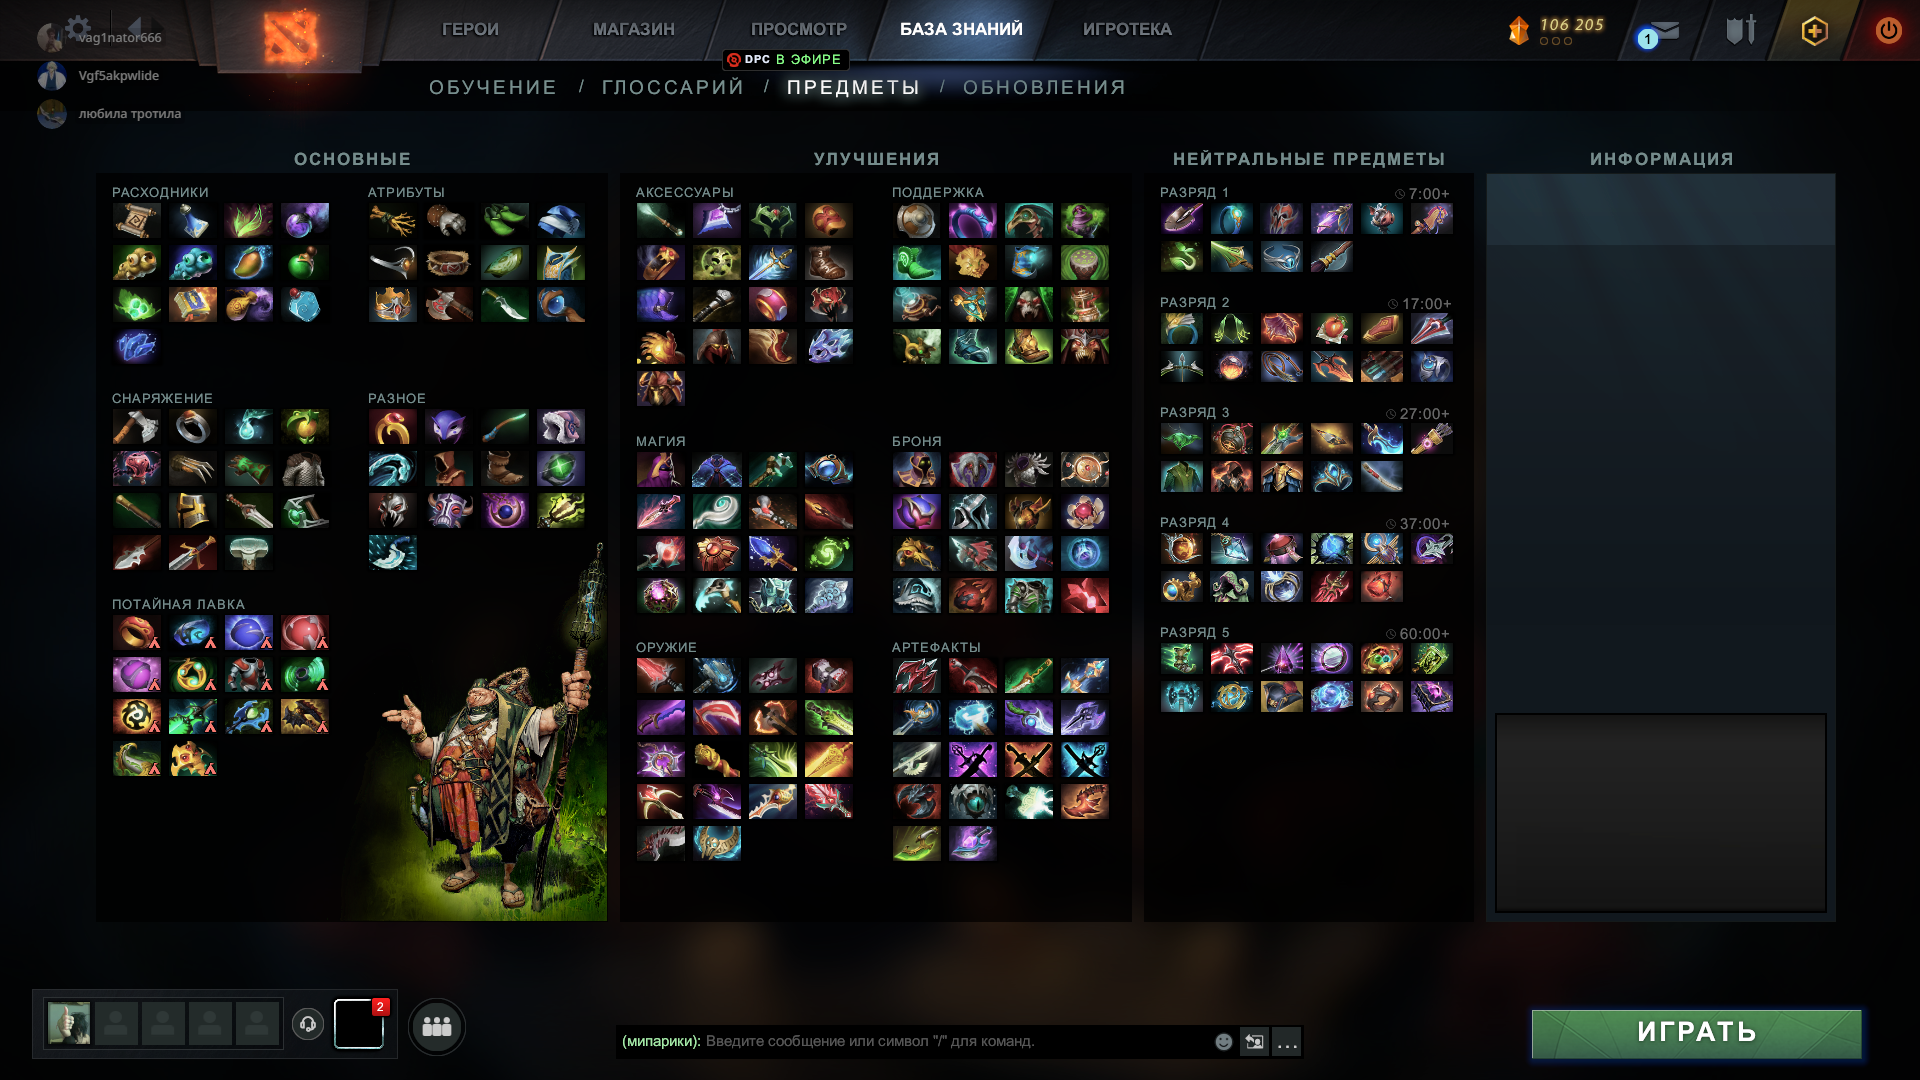 vag1nator666
ГЕРОИ
МАГАЗИН
ПРОСМОТР
БАЗА ЗНАНИЙ
ИГРОТЕКА
106 205
1
DPC В ЭФИРЕ
Vgf5akpwlide
ОБУЧЕНИЕ / ГЛОССАРИЙ / ПРЕДМЕТЫ / ОБНОВЛЕНИЯ
любила тротила
ОСНОВНЫЕ
РАСХОДНИКИ
АТРИБУТЫ
СНАРЯЖЕНИЕ
РАЗНОЕ
ПОТАЙНАЯ ЛАВКА
УЛУЧШЕНИЯ
АКСЕССУАРЫ
ПОДДЕРЖКА
МАГИЯ
БРОНЯ
ОРУЖИЕ
АРТЕФАКТЫ
НЕЙТРАЛЬНЫЕ ПРЕДМЕТЫ
РАЗРЯД 1 7:00+
РАЗРЯД 2 17:00+
РАЗРЯД 3 27:00+
РАЗРЯД 4 37:00+
РАЗРЯД 5 60:00+
ИНФОРМАЦИЯ
2
(мипарики): Введите сообщение или символ "/" для команд.
...
ИГРАТЬ